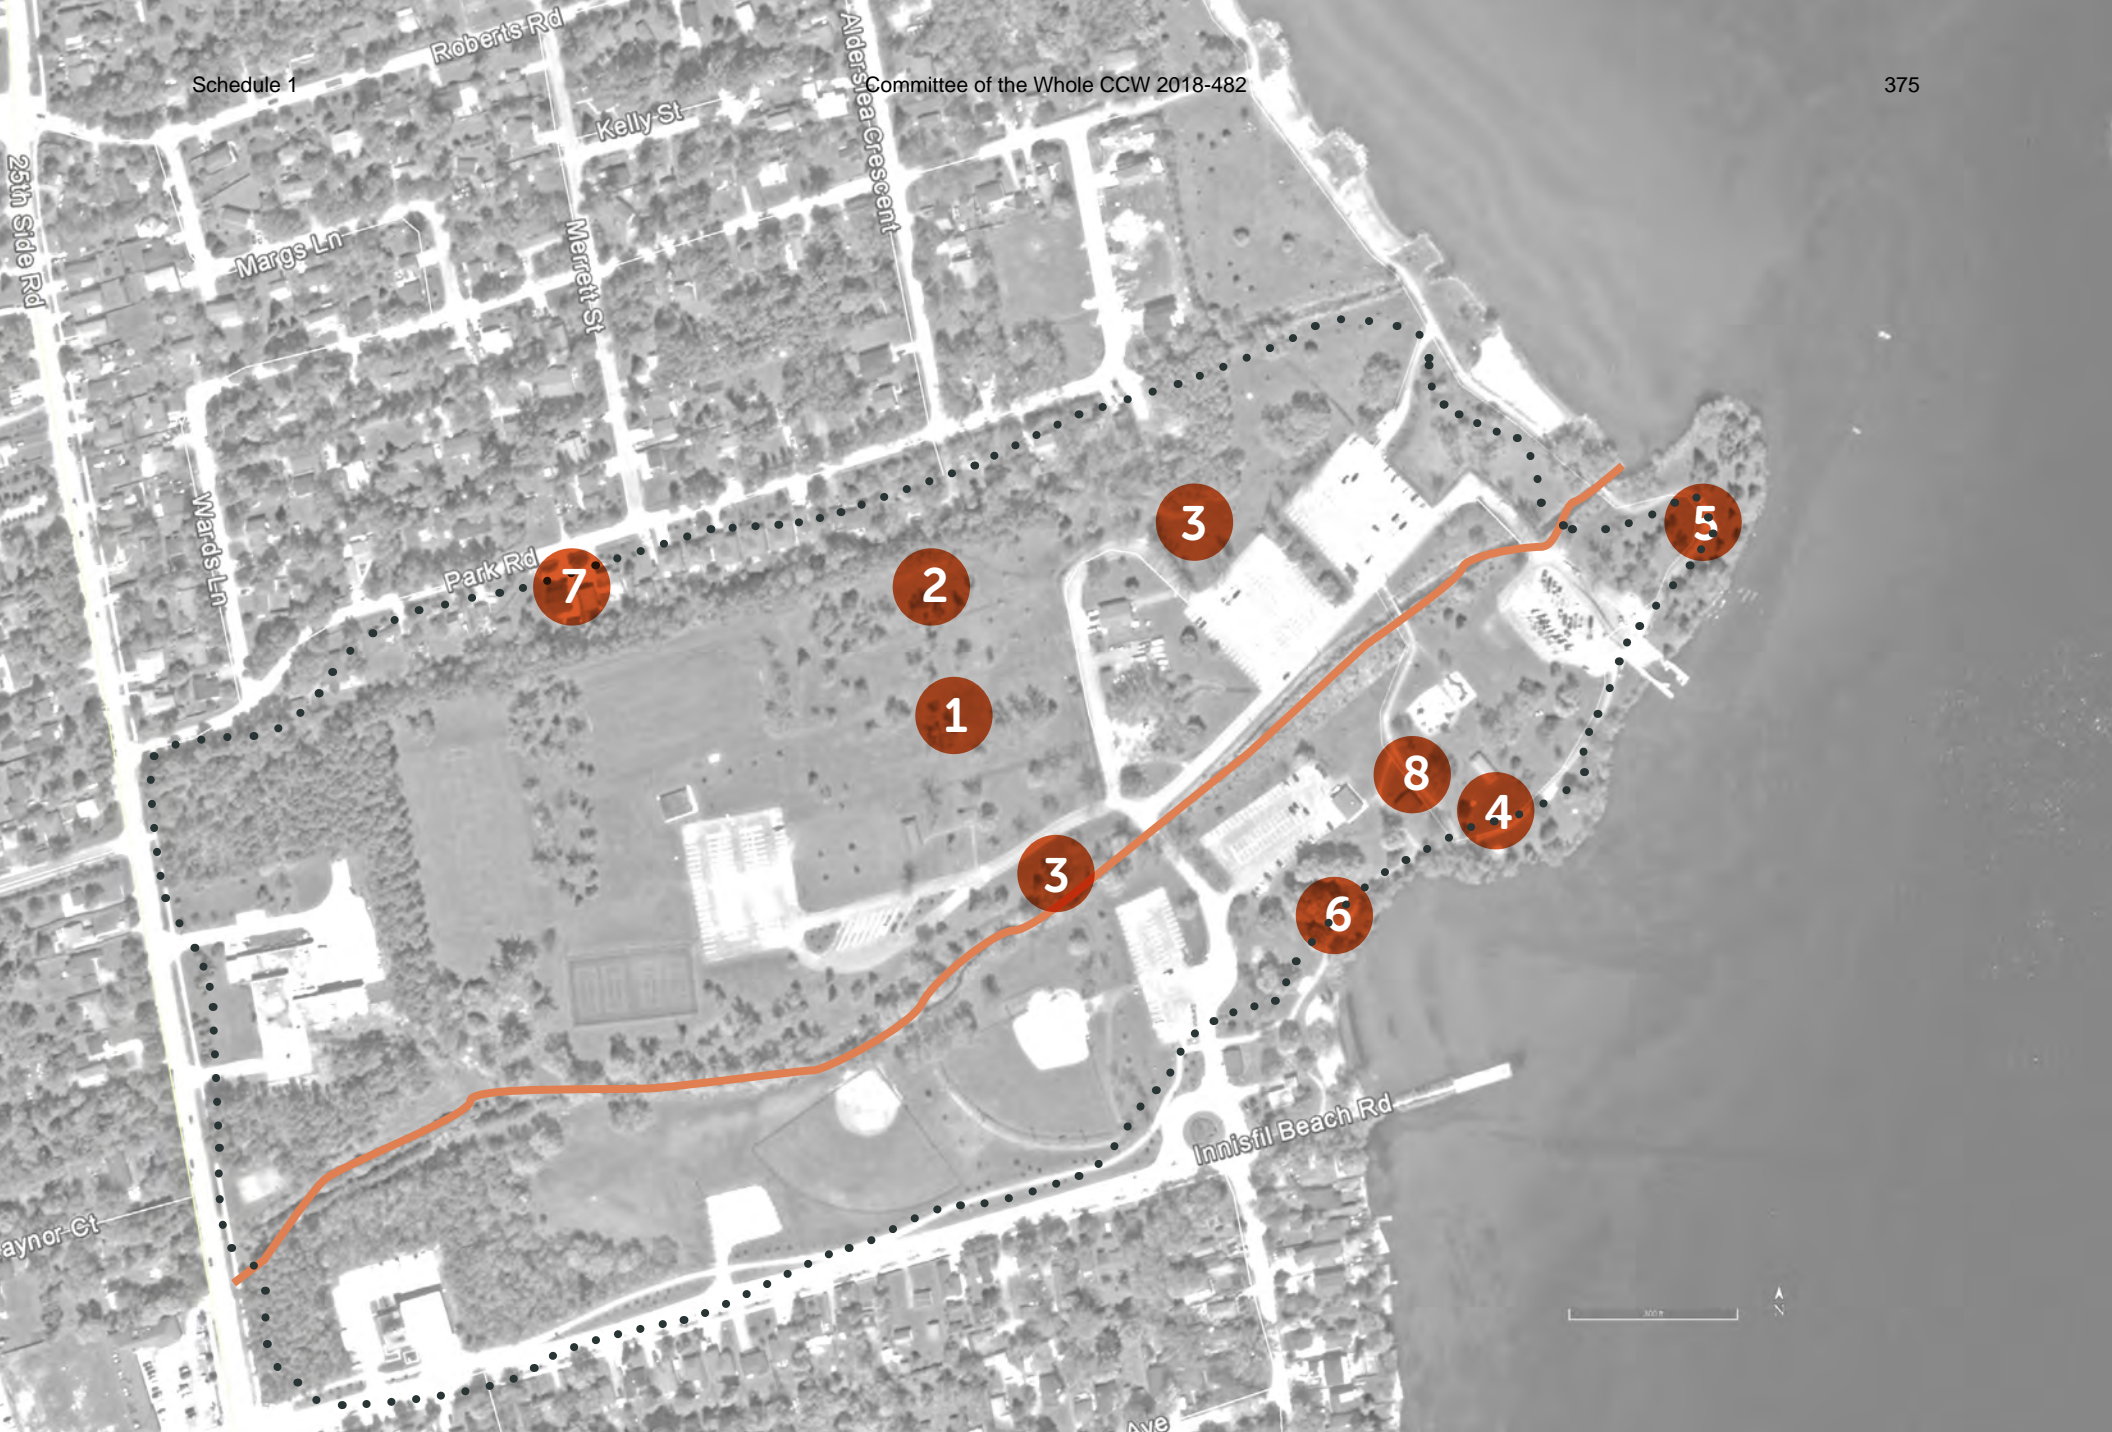 Roberts Rd
Schedule 1
Committee of the Whole CCW 2018-482
375
Aldersea Crescent
Kelly St
25th Side Rd
Margs Ln
Merrett St
Wards Ln
Park Rd
3
5
7
2
1
8
4
3
6
Innisfil Beach Rd
aynor Ct
300 ft
N
Ave